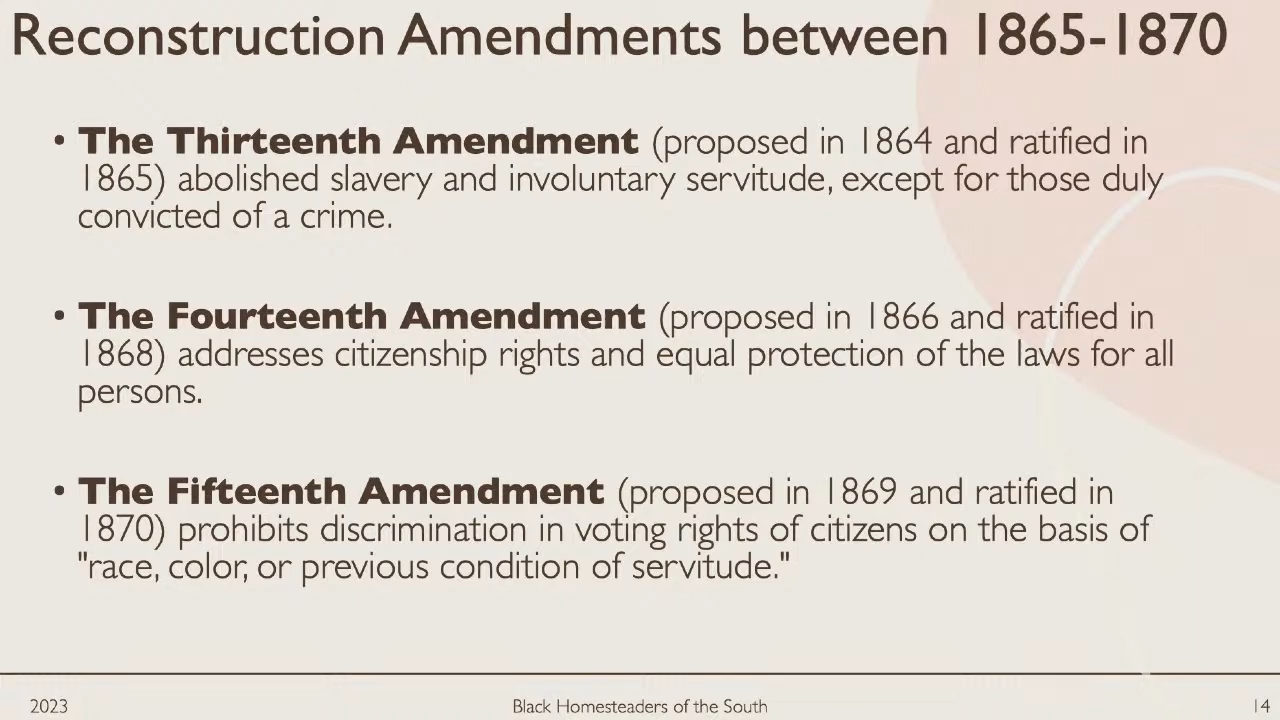 Reconstruction Amendments between 1865-1870
• The Thirteenth Amendment (proposed in 1864 and ratified in
1865) abolished slavery and involuntary servitude, except for those duly
convicted of a crime.
• The Fourteenth Amendment (proposed in 1866 and ratified in
1868) addresses citizenship rights and equal protection of the laws for all
persons.
• The Fifteenth Amendment (proposed in 1869 and ratified in
1870) prohibits discrimination in voting rights of citizens on the basis of
"race, color, or previous condition of servitude."
2023
Black Homesteaders of the South
14